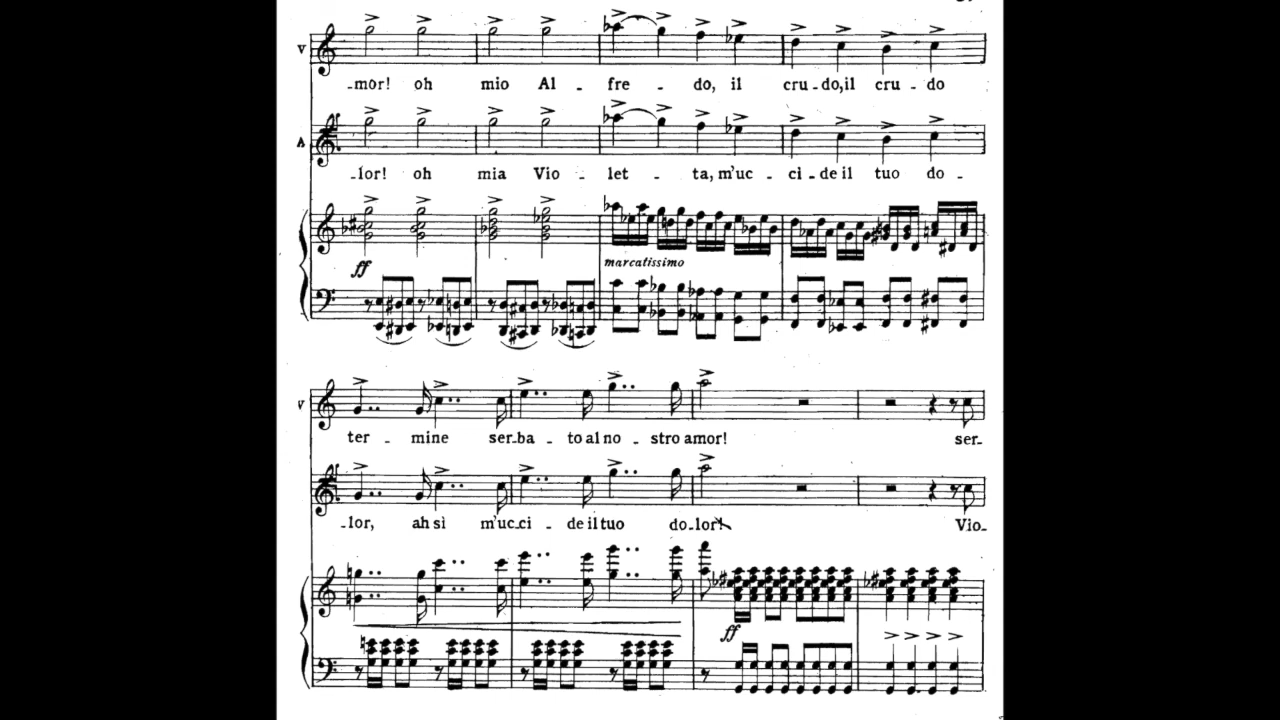 V
-mor! oh mio Al - fre - do, il cru-do, il cru - do
A
-lor! oh mia Vio - let - ta, m'uc - ci - de il tuo do -
marcatissimo
ff
V
ter - mine ser-ba - to al no - stro amor! ser-
-lor, ah sì m'uc-ci - de il tuo do-lor! Vio-
ff